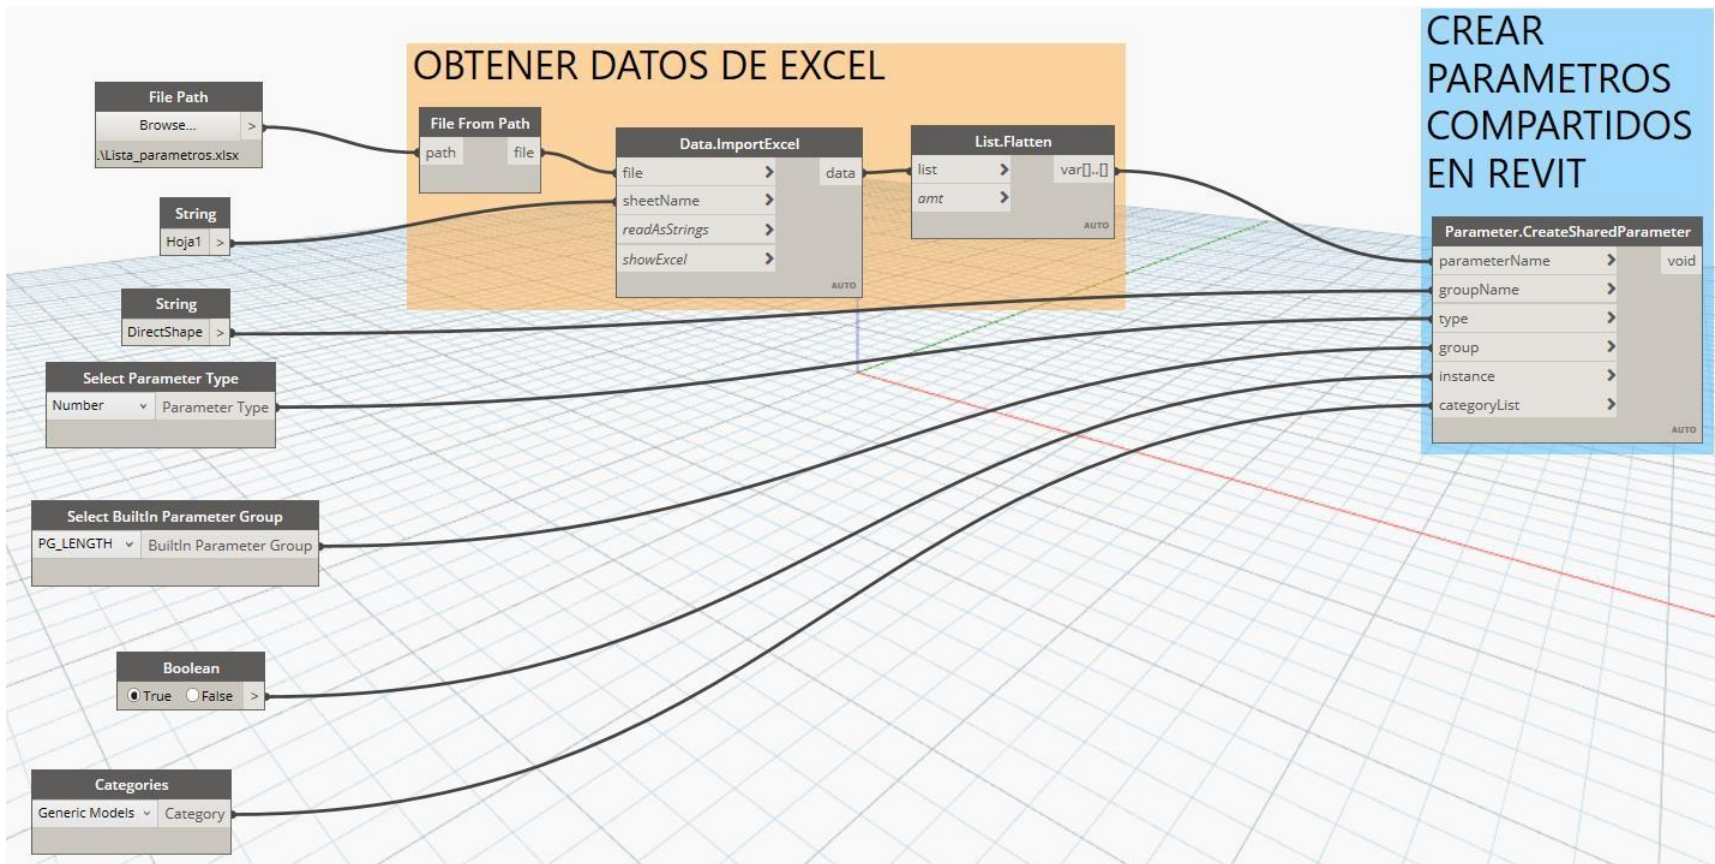 File Path
Browse... >
.\Lista_parametros.xlsx
String
Hoja1 >
String
DirectShape >
Select Parameter Type
Number Parameter Type
Select BuiltIn Parameter Group
PG_LENGTH BuiltIn Parameter Group
Boolean
True False >
Categories
Generic Models Category
OBTENER DATOS DE EXCEL
File From Path
path file
Data.ImportExcel
file > data
sheetName >
readAsStrings >
showExcel >
AUTO
List.Flatten
list > var[]..[]
amt >
AUTO
CREAR
PARAMETROS
COMPARTIDOS
EN REVIT
Parameter.CreateSharedParameter
parameterName > void
groupName >
type >
group >
instance >
categoryList >
AUTO